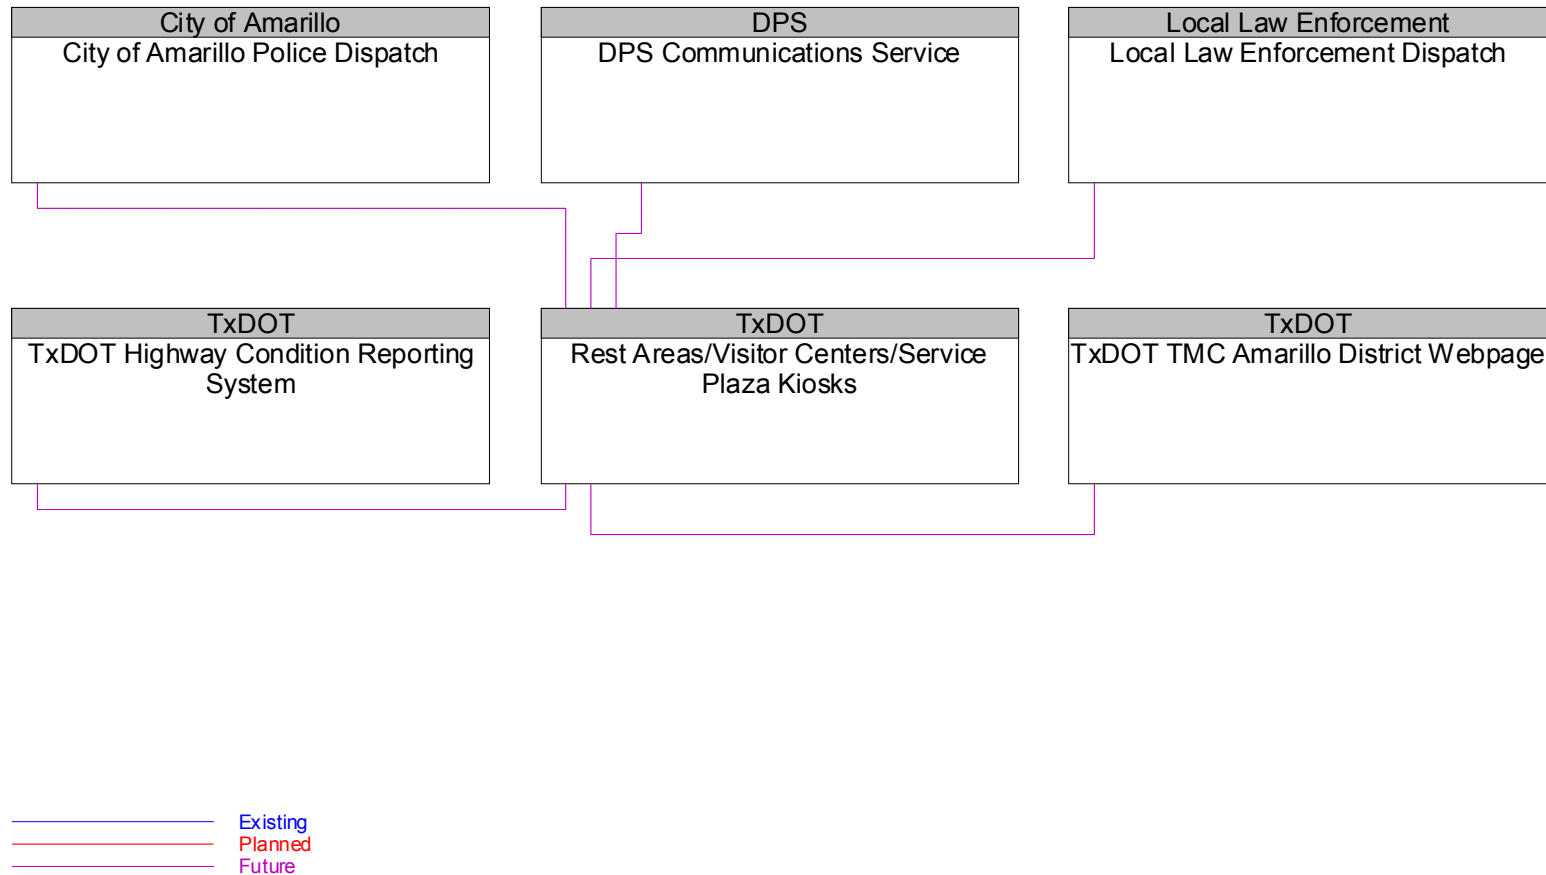 City of Amarillo
City of Amarillo Police Dispatch
DPS
DPS Communications Service
Local Law Enforcement
Local Law Enforcement Dispatch
TxDOT
TxDOT Highway Condition Reporting
System
TxDOT
Rest Areas/Visitor Centers/Service
Plaza Kiosks
TxDOT
TxDOT TMC Amarillo District Webpage
Existing
Planned
Future